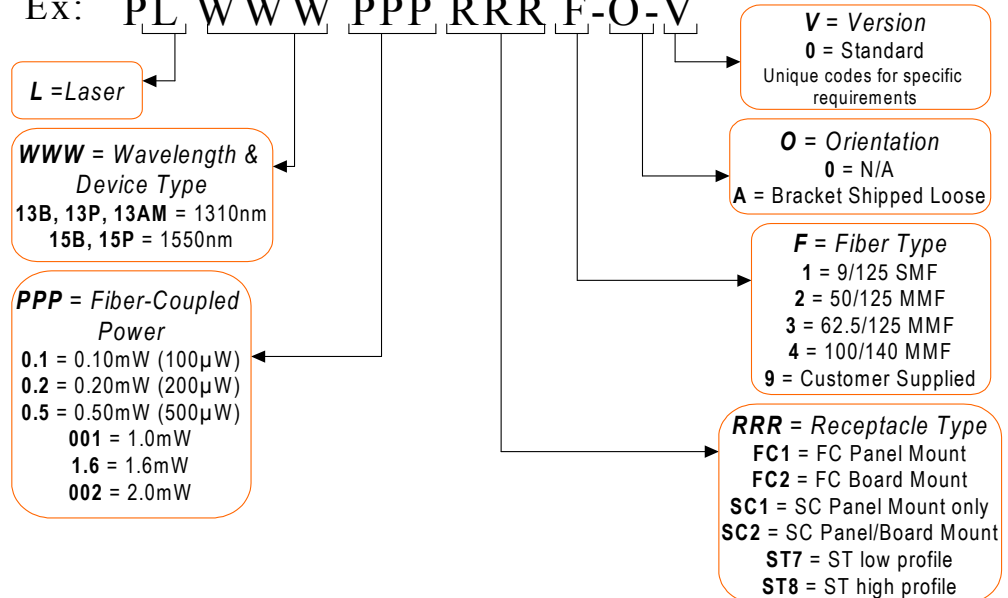 Ex: PL WWW PPP RRR F-O-V
L =Laser
WWW = Wavelength &
Device Type
13B, 13P, 13AM = 1310nm
15B, 15P = 1550nm
PPP = Fiber-Coupled
Power
0.1 = 0.10mW (100µW)
0.2 = 0.20mW (200µW)
0.5 = 0.50mW (500µW)
001 = 1.0mW
1.6 = 1.6mW
002 = 2.0mW
V = Version
0 = Standard
Unique codes for specific
requirements
O = Orientation
0 = N/A
A = Bracket Shipped Loose
F = Fiber Type
1 = 9/125 SMF
2 = 50/125 MMF
3 = 62.5/125 MMF
4 = 100/140 MMF
9 = Customer Supplied
RRR = Receptacle Type
FC1 = FC Panel Mount
FC2 = FC Board Mount
SC1 = SC Panel Mount only
SC2 = SC Panel/Board Mount
ST7 = ST low profile
ST8 = ST high profile